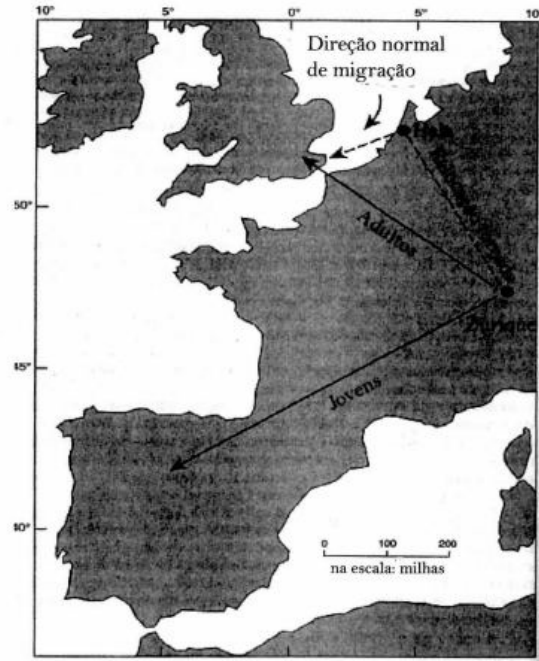 10° 5° 0° 5° 10
Direção normal
de migração
50°
Adultos
Zurique
45°
Jovens
40°
0 100 200
na escala: milhas